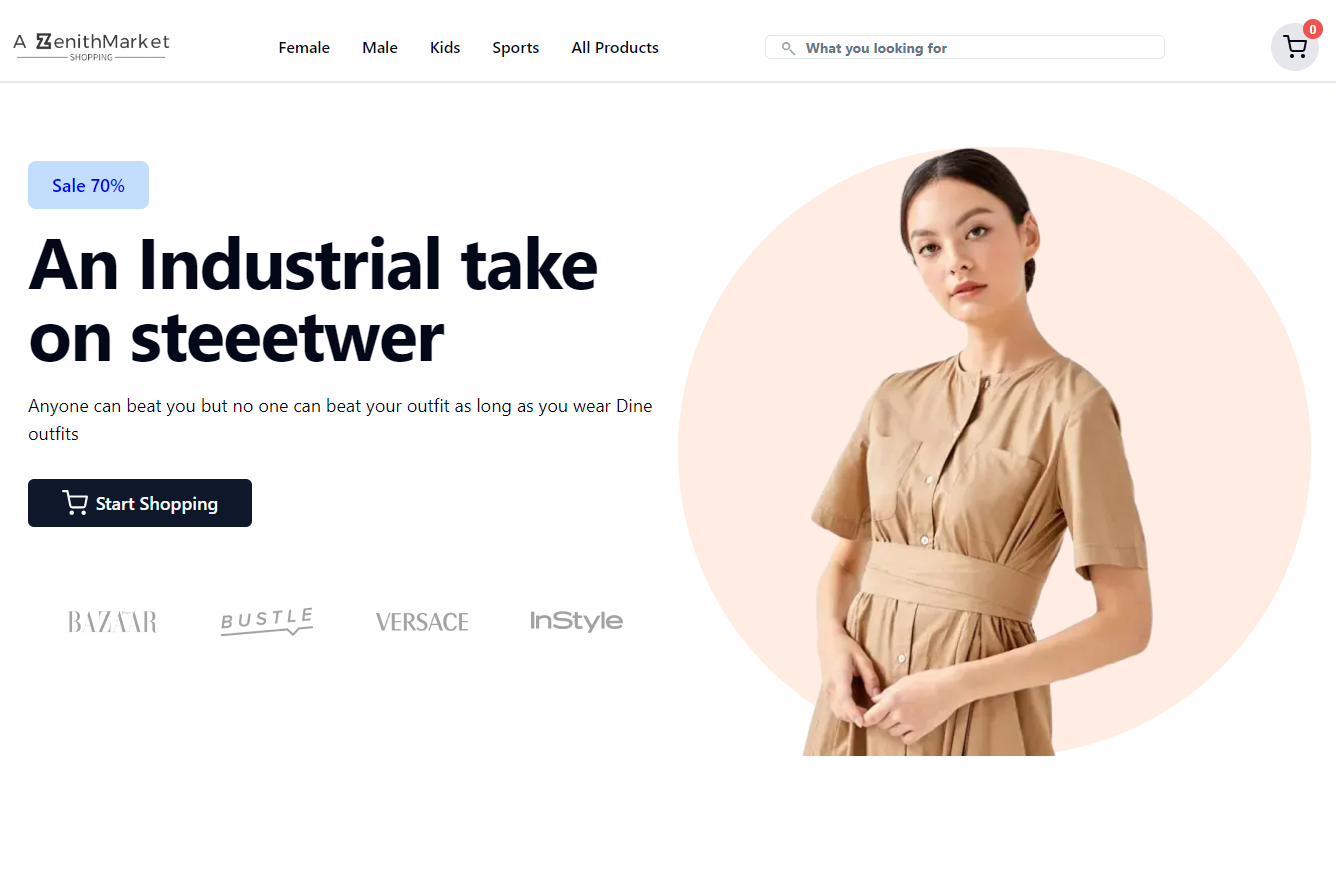 A ZenithMarket
SHOPPING
Female Male Kids Sports All Products
What you looking for
0
Sale 70%
An Industrial take
on steeetwer
Anyone can beat you but no one can beat your outfit as long as you wear Dine
outfits
Start Shopping
BAZAAR BUSTLE VERSACE InStyle